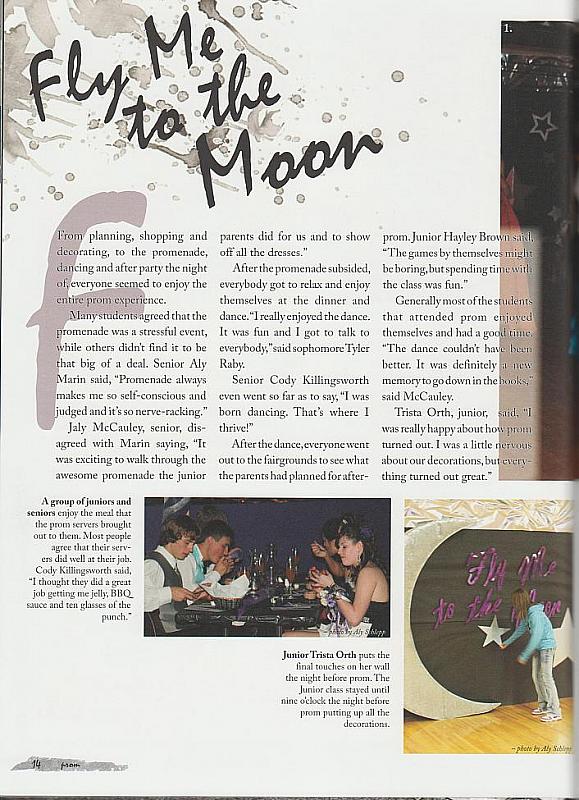 Fly Me
to the
Moon
1.
From planning, shopping and
decorating, to the promenade,
dancing and after party the night
of, everyone seemed to enjoy the
entire prom experience.
Many students agreed that the
promenade was a stressful event,
while others didn't find it to be
that big of a deal. Senior Aly
Marin said, "Promenade always
makes me so self-conscious and
judged and it's so nerve-racking."
Jaly McCauley, senior, dis-
agreed with Marin saying, "It
was exciting to walk through the
awesome promenade the junior
parents did for us and to show
off all the dresses."
After the promenade subsided,
everybody got to relax and enjoy
themselves at the dinner and
dance. "I really enjoyed the dance.
It was fun and I got to talk to
everybody," said sophomore Tyler
Raby.
Senior Cody Killingsworth
even went so far as to say, "I was
born dancing. That's where I
thrive!"
After the dance, everyone went
out to the fairgrounds to see what
the parents had planned for after-
prom. Junior Hayley Brown said,
"The games by themselves might
be boring, but spending time with
the class was fun."
Generally most of the students
that attended prom enjoyed
themselves and had a good time.
"The dance couldn't have been
better. It was definitely a new
memory to go down in the books,"
said McCauley.
Trista Orth, junior, said, "I
was really happy about how prom
turned out. I was a little nervous
about our decorations, but every-
thing turned out great."
A group of juniors and
seniors enjoy the meal that
the prom servers brought
out to them. Most people
agree that their serv-
ers did well at their job.
Cody Killingsworth said,
"I thought they did a great
job getting me jelly, BBQ
sauce and ten glasses of the
punch."
~ photo by Aly Schlepp
Junior Trista Orth puts the
final touches on her wall
the night before prom. The
Junior class stayed until
nine o'clock the night before
prom putting up all the
decorations.
Fly Me
to the Moon
~ photo by Aly Schlepp
14 prom